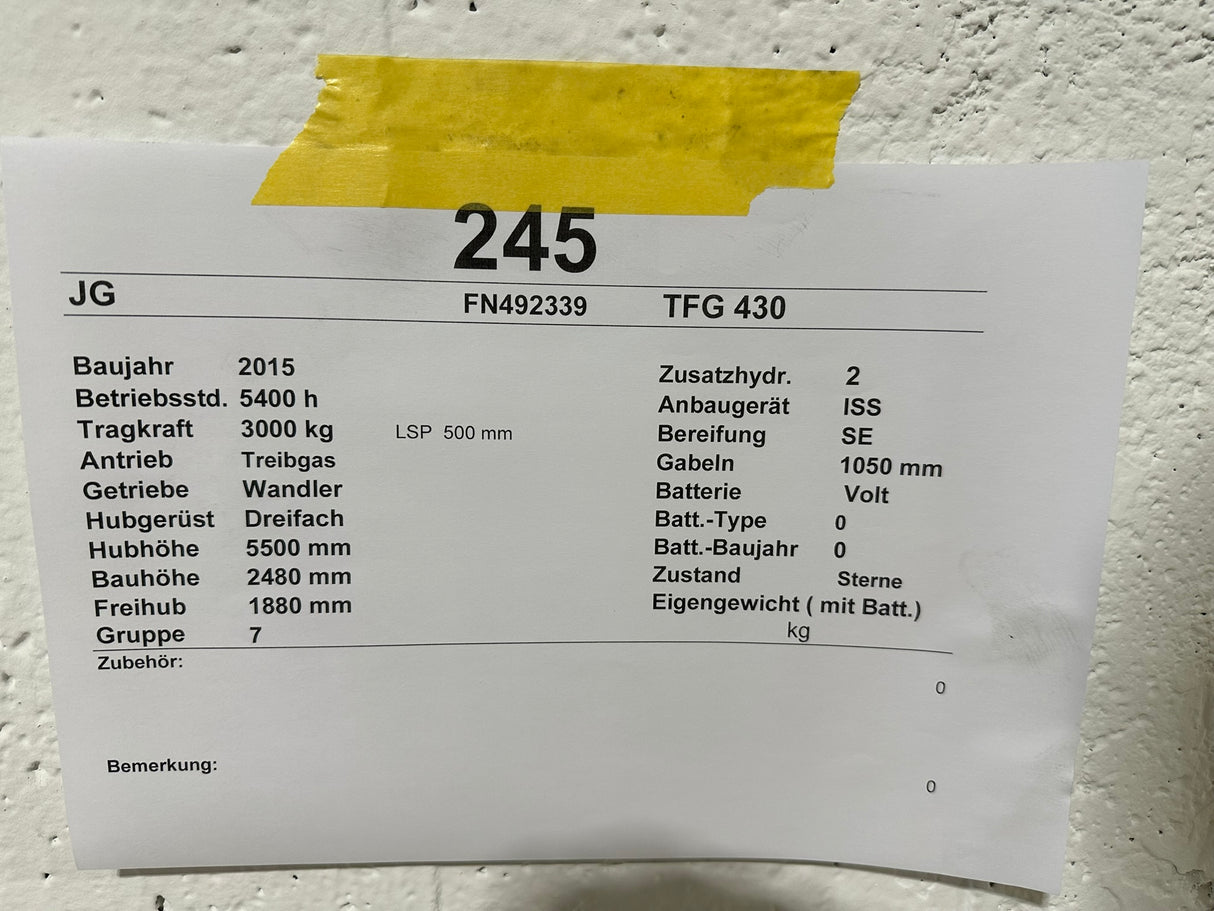 245
JG FN492339 TFG 430
Baujahr 2015
Betriebsstd. 5400 h
Tragkraft 3000 kg LSP 500 mm
Antrieb Treibgas
Getriebe Wandler
Hubgerüst Dreifach
Hubhöhe 5500 mm
Bauhöhe 2480 mm
Freihub 1880 mm
Gruppe 7
Zusatzhydr. 2
Anbaugerät ISS
Bereifung SE
Gabeln 1050 mm
Batterie Volt
Batt.-Type 0
Batt.-Baujahr 0
Zustand Sterne
Eigengewicht ( mit Batt.)
kg
Zubehör:
0
Bemerkung:
0